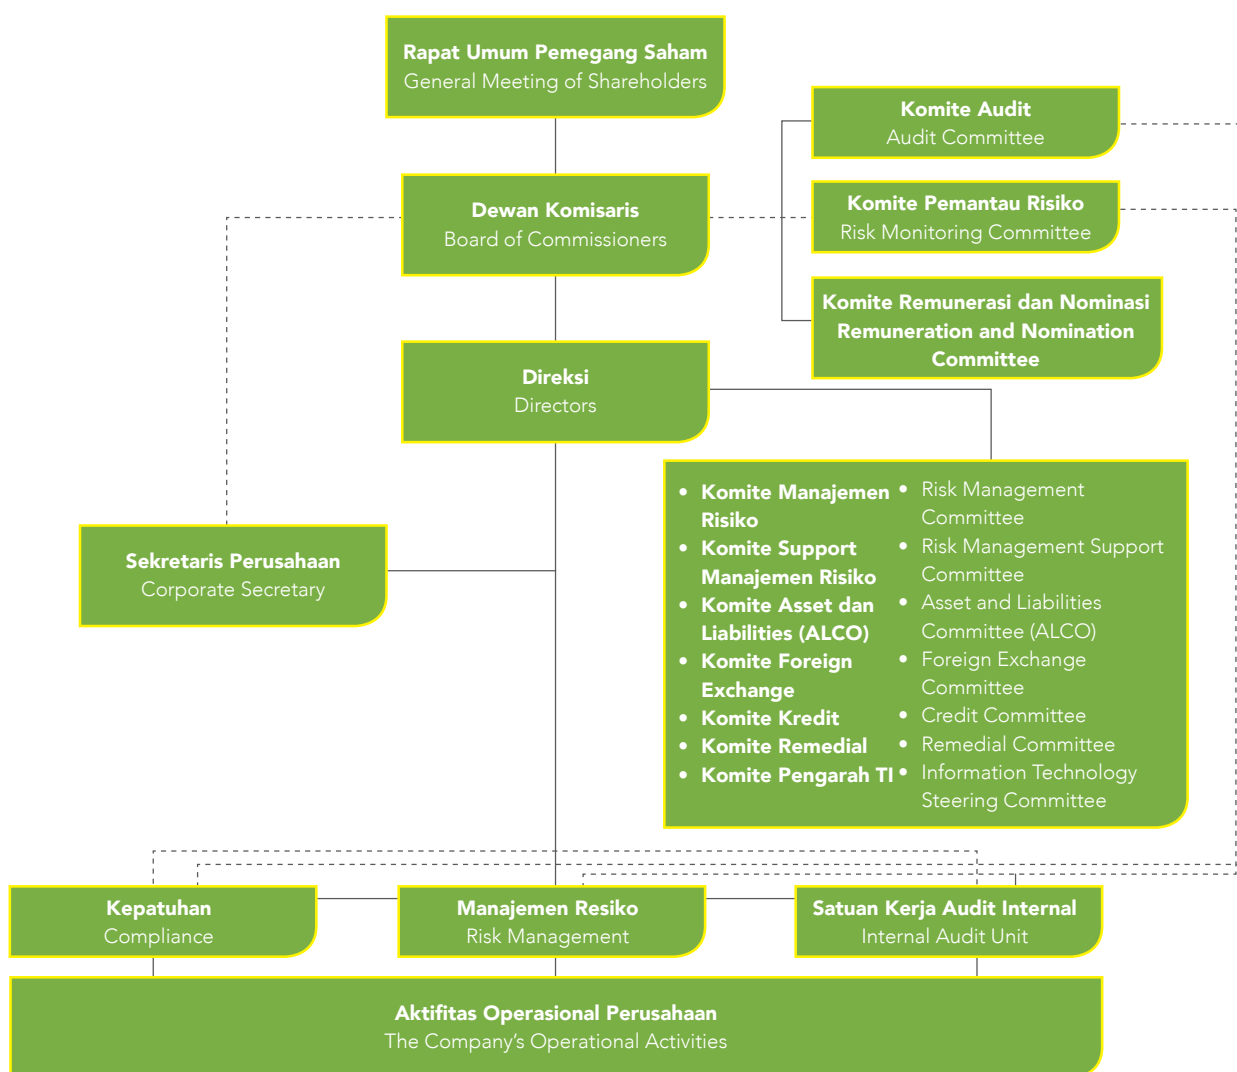 Rapat Umum Pemegang Saham
General Meeting of Shareholders
Komite Audit
Audit Committee
Dewan Komisaris
Board of Commissioners
Komite Pemantau Risiko
Risk Monitoring Committee
Komite Remunerasi dan Nominasi
Remuneration and Nomination
Committee
Direksi
Directors
• Komite Manajemen
Risiko
• Komite Support
Manajemen Risiko
• Komite Asset dan
Liabilities (ALCO)
• Komite Foreign
Exchange
• Komite Kredit
• Komite Remedial
• Komite Pengarah TI
• Risk Management
Committee
• Risk Management Support
Committee
• Asset and Liabilities
Committee (ALCO)
• Foreign Exchange
Committee
• Credit Committee
• Remedial Committee
• Information Technology
Steering Committee
Sekretaris Perusahaan
Corporate Secretary
Kepatuhan
Compliance
Manajemen Resiko
Risk Management
Satuan Kerja Audit Internal
Internal Audit Unit
Aktifitas Operasional Perusahaan
The Company's Operational Activities